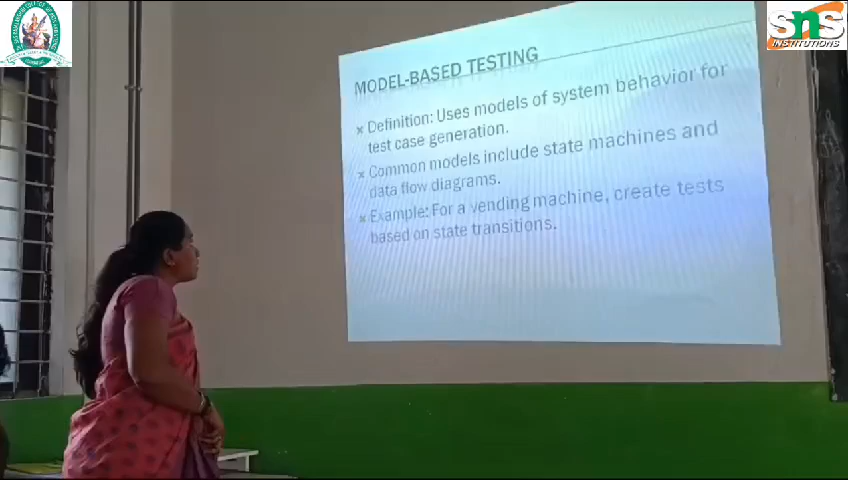 sns
INSTITUTIONS
MODEL-BASED TESTING
Definition: Uses models of system behavior for
test case generation.
Common models include state machines and
data flow diagrams.
Example: For a vending machine, create tests
based on state transitions.